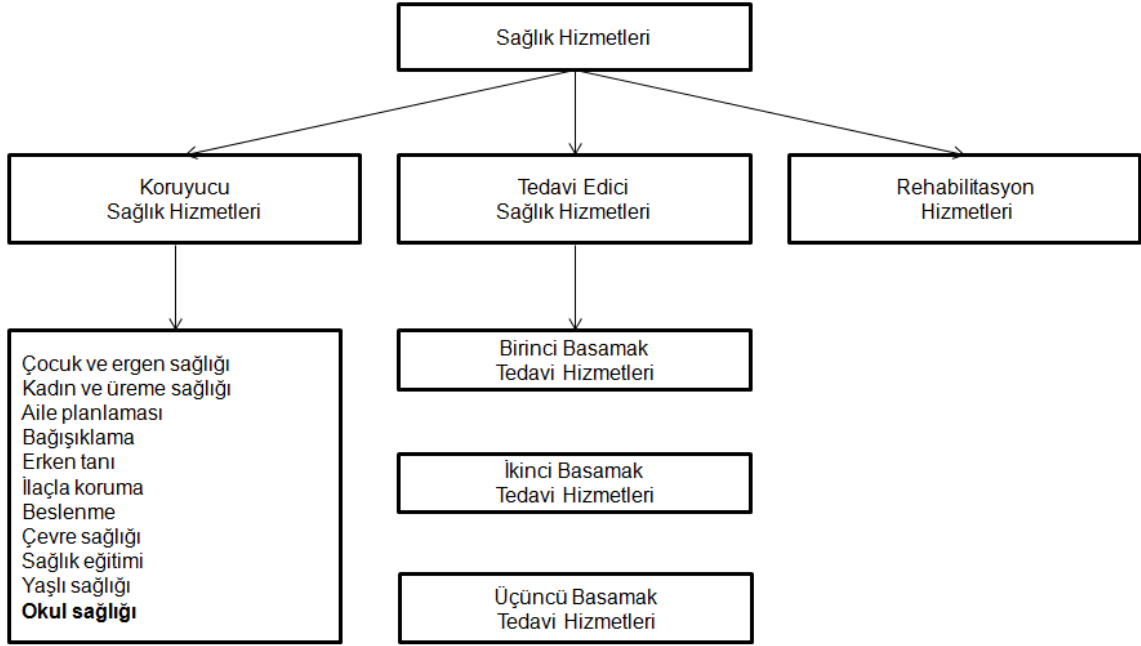 Sağlık Hizmetleri
Koruyucu
Sağlık Hizmetleri
Tedavi Edici
Sağlık Hizmetleri
Rehabilitasyon
Hizmetleri
Çocuk ve ergen sağlığı
Kadın ve üreme sağlığı
Aile planlaması
Bağışıklama
Erken tanı
İlaçla koruma
Beslenme
Çevre sağlığı
Sağlık eğitimi
Yaşlı sağlığı
Okul sağlığı
Birinci Basamak
Tedavi Hizmetleri
İkinci Basamak
Tedavi Hizmetleri
Üçüncü Basamak
Tedavi Hizmetleri